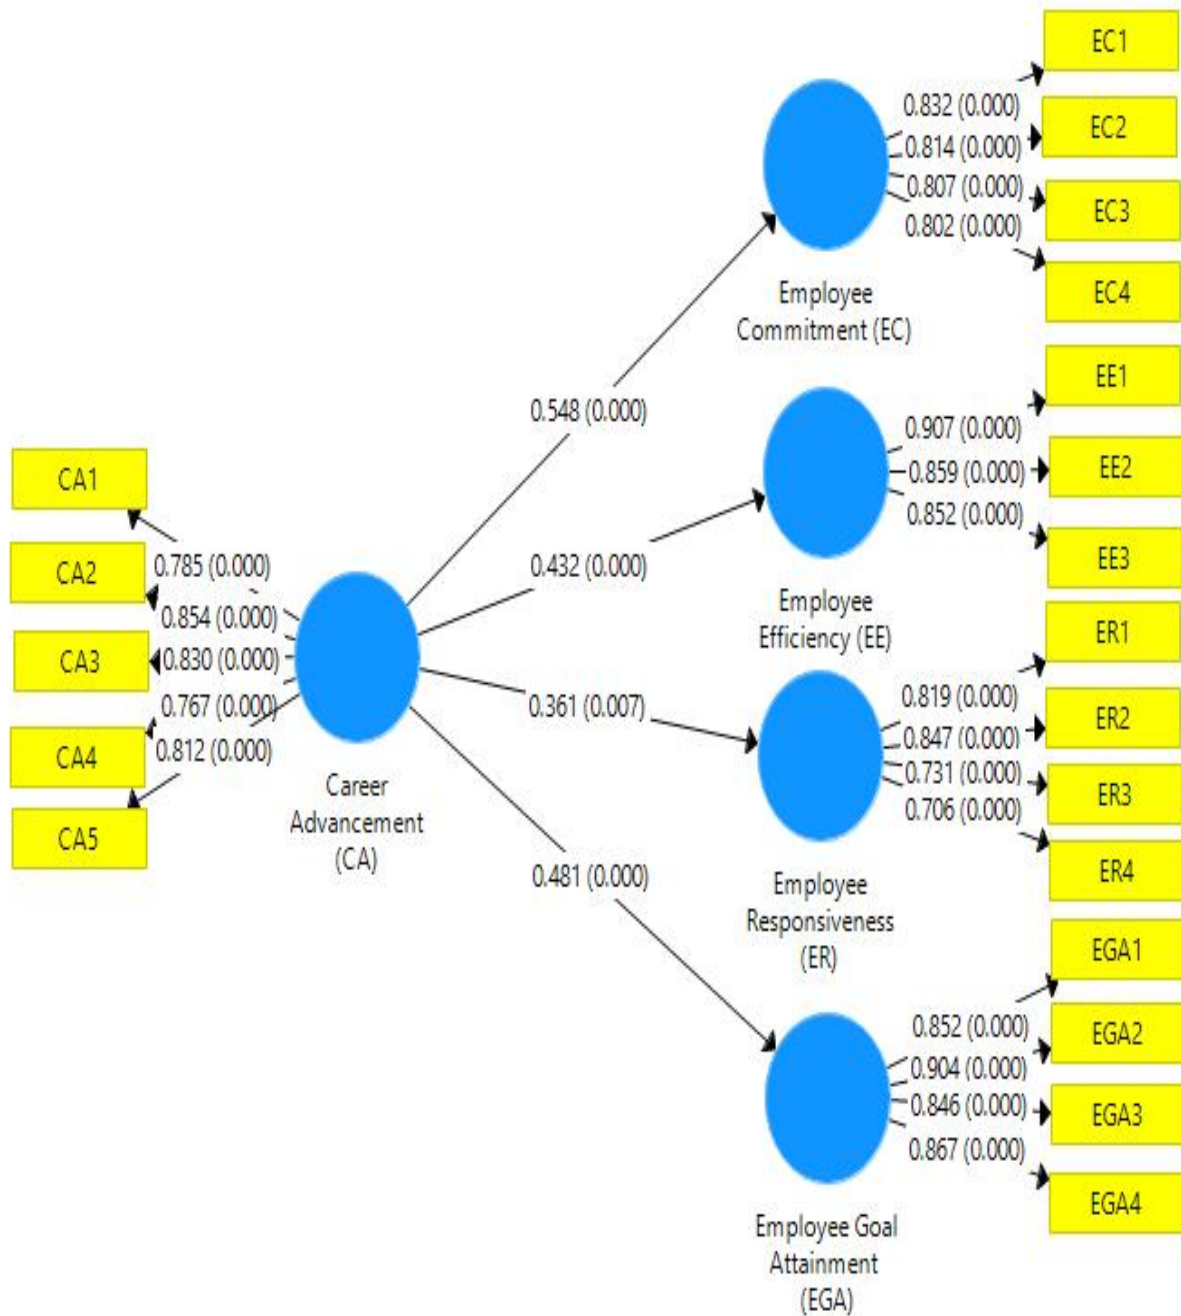 EC1
0.832 (0.000)
EC2
0.814 (0.000)
0.807 (0.000)
EC3
0.802 (0.000)
EC4
Employee
Commitment (EC)
EE1
0.548 (0.000)
0.907 (0.000)
EE2
0.859 (0.000)
CA1
0.852 (0.000)
EE3
0.785 (0.000)
0.432 (0.000)
CA2
Employee
Efficiency (EE)
0.854 (0.000)
ER1
CA3
0.830 (0.000)
0.767 (0.000)
0.361 (0.007)
0.819 (0.000)
ER2
0.847 (0.000)
CA4
0.812 (0.000)
0.731 (0.000)
ER3
0.706 (0.000)
Career
Advancement
(CA)
CA5
0.481 (0.000)
ER4
Employee
Responsiveness
(ER)
EGA1
0.852 (0.000)
EGA2
0.904 (0.000)
0.846 (0.000)
EGA3
0.867 (0.000)
EGA4
Employee Goal
Attainment
(EGA)